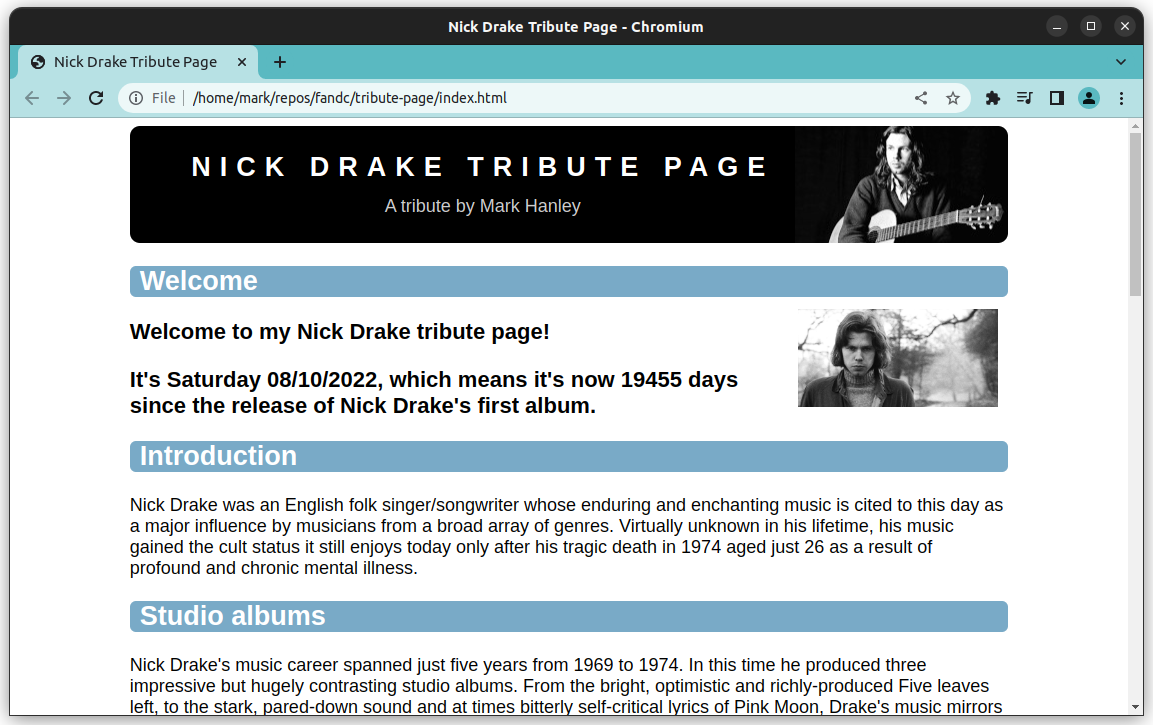 Nick Drake Tribute Page - Chromium
Nick Drake Tribute Page
File
/home/mark/repos/fandc/tribute-page/index.html
NICK DRAKE TRIBUTE PAGE
A tribute by Mark Hanley
Welcome
Welcome to my Nick Drake tribute page!
It's Saturday 08/10/2022, which means it's now 19455 days
since the release of Nick Drake's first album.
Introduction
Nick Drake was an English folk singer/songwriter whose enduring and enchanting music is cited to this day as
a major influence by musicians from a broad array of genres. Virtually unknown in his lifetime, his music
gained the cult status it still enjoys today only after his tragic death in 1974 aged just 26 as a result of
profound and chronic mental illness.
Studio albums
Nick Drake's music career spanned just five years from 1969 to 1974. In this time he produced three
impressive but hugely contrasting studio albums. From the bright, optimistic and richly-produced Five leaves
left, to the stark, pared-down sound and at times bitterly self-critical lyrics of Pink Moon, Drake's music mirrors